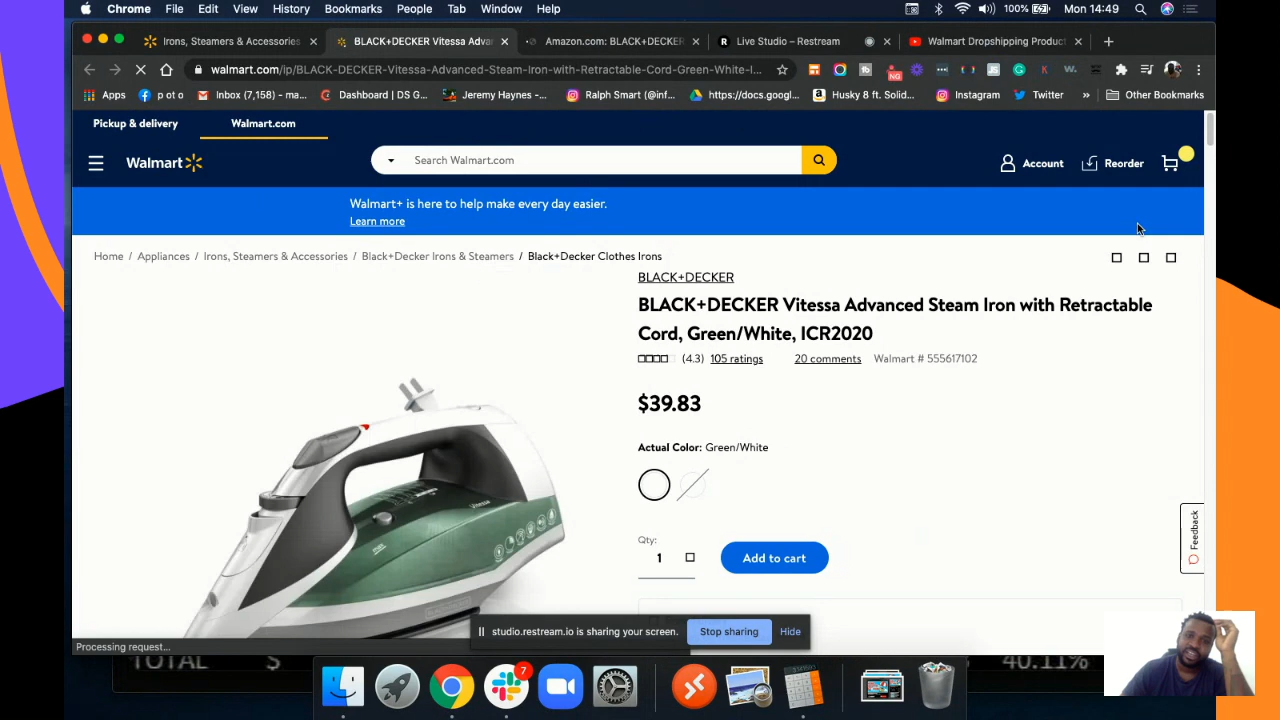 Chrome File Edit View History Bookmarks People Tab Window Help 100% Mon 14:49
Irons, Steamers & Accessories BLACK+DECKER Vitessa Adva Amazon.com: BLACK+DECKER Live Studio – Restream Walmart Dropshipping Product
walmart.com/ip/BLACK-DECKER-Vitessa-Advanced-Steam-Iron-with-Retractable-Cord-Green-White-I...
Apps p ot o Inbox (7,158) – ma... Dashboard | DS G... Jeremy Haynes –... Ralph Smart (@inf... https://docs.googl... Husky 8 ft. Solid... Instagram Twitter » Other Bookmarks
Pickup & delivery Walmart.com
Walmart Search Walmart.com Account Reorder
Walmart+ is here to help make every day easier.
Learn more
Home / Appliances / Irons, Steamers & Accessories / Black+Decker Irons & Steamers / Black+Decker Clothes Irons
BLACK+DECKER
BLACK+DECKER Vitessa Advanced Steam Iron with Retractable
Cord, Green/White, ICR2020
(4.3) 105 ratings 20 comments Walmart # 555617102
$39.83
Actual Color: Green/White
Qty:
1 Add to cart
Feedback
Vitessa
studio.restream.io is sharing your screen. Stop sharing Hide
Processing request...
TOTAL $ 40.11%
7